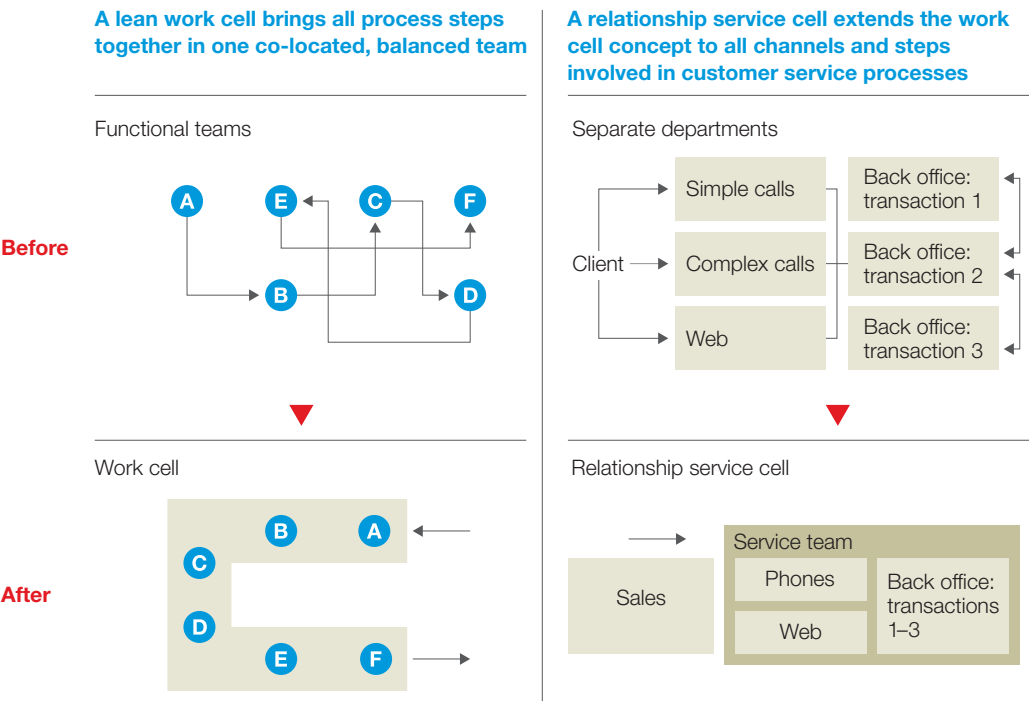 A lean work cell brings all process steps
together in one co-located, balanced team
A relationship service cell extends the work
cell concept to all channels and steps
involved in customer service processes
Before
Functional teams
A
E
C
F
B
D
Separate departments
Client
Simple calls
Complex calls
Web
Back office:
transaction 1
Back office:
transaction 2
Back office:
transaction 3
After
Work cell
B
A
C
D
E
F
Relationship service cell
Sales
Service team
Phones
Web
Back office:
transactions
1–3